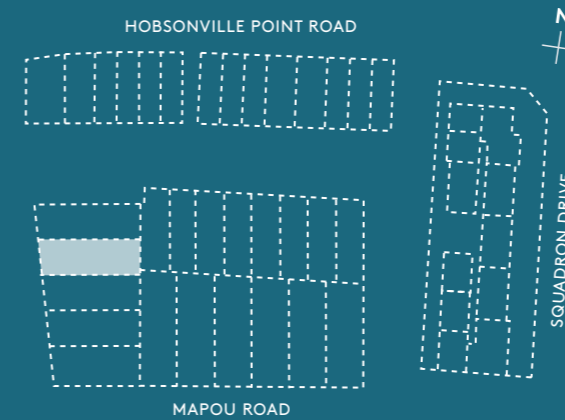 HOBSONVILLE POINT ROAD
N
SQUADRON DRIVE
MAPOU ROAD